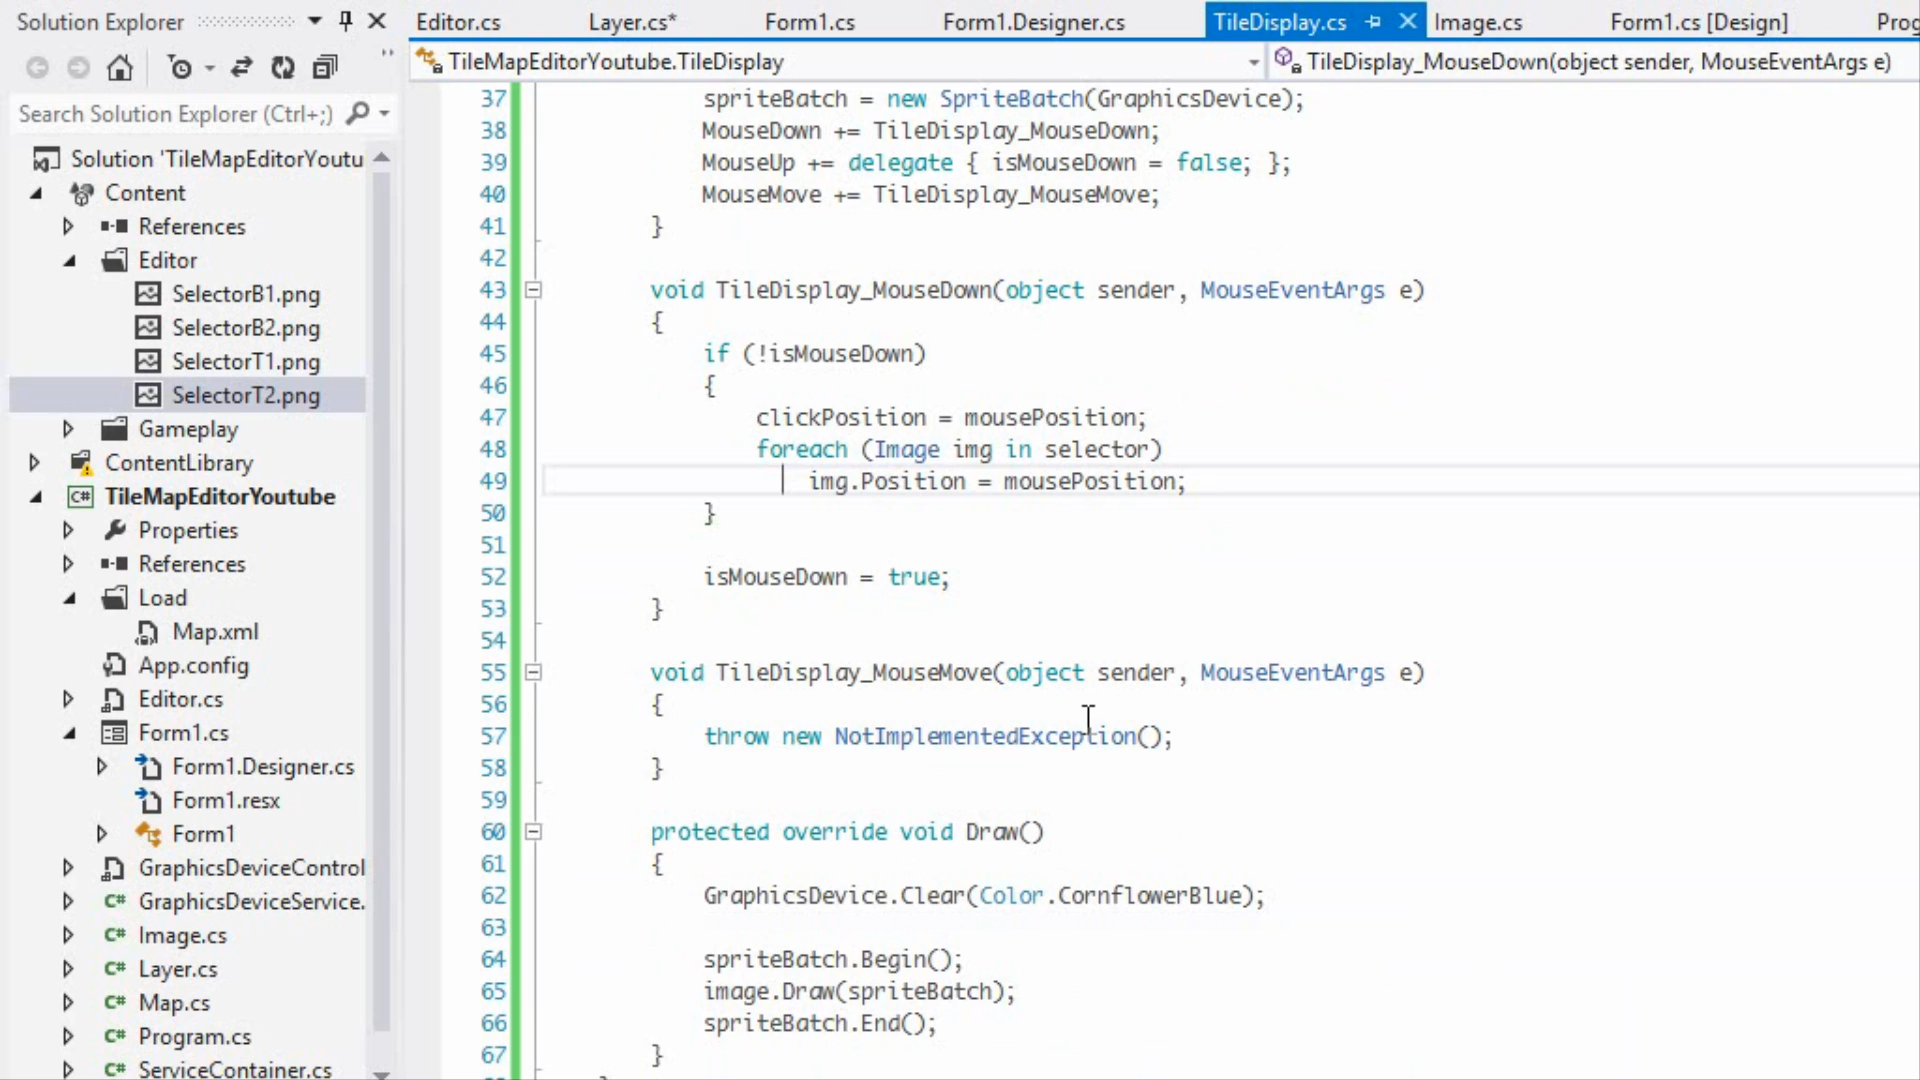 Solution Explorer
Search Solution Explorer (Ctrl+;)
Solution 'TileMapEditorYoutu
Content
References
Editor
SelectorB1.png
SelectorB2.png
SelectorT1.png
SelectorT2.png
Gameplay
ContentLibrary
C# TileMapEditorYoutube
Properties
References
Load
Map.xml
App.config
Editor.cs
Form1.cs
Form1.Designer.cs
Form1.resx
Form1
GraphicsDeviceControl
GraphicsDeviceService.
C# Image.cs
C# Layer.cs
C# Map.cs
C# Program.cs
C# ServiceContainer.cs
Editor.cs Layer.cs* Form1.cs Form1.Designer.cs TileDisplay.cs Image.cs Form1.cs [Design] Prog
TileMapEditorYoutube.TileDisplay TileDisplay_MouseDown(object sender, MouseEventArgs e)
37 spriteBatch = new SpriteBatch(GraphicsDevice);
38 MouseDown += TileDisplay_MouseDown;
39 MouseUp += delegate { isMouseDown = false; };
40 MouseMove += TileDisplay_MouseMove;
41 }
42
43 void TileDisplay_MouseDown(object sender, MouseEventArgs e)
44 {
45 if (!isMouseDown)
46 {
47 clickPosition = mousePosition;
48 foreach (Image img in selector)
49 img.Position = mousePosition;
50 }
51
52 isMouseDown = true;
53 }
54
55 void TileDisplay_MouseMove(object sender, MouseEventArgs e)
56 {
57 throw new NotImplementedException();
58 }
59
60 protected override void Draw()
61 {
62 GraphicsDevice.Clear(Color.CornflowerBlue);
63
64 spriteBatch.Begin();
65 image.Draw(spriteBatch);
66 spriteBatch.End();
67 }